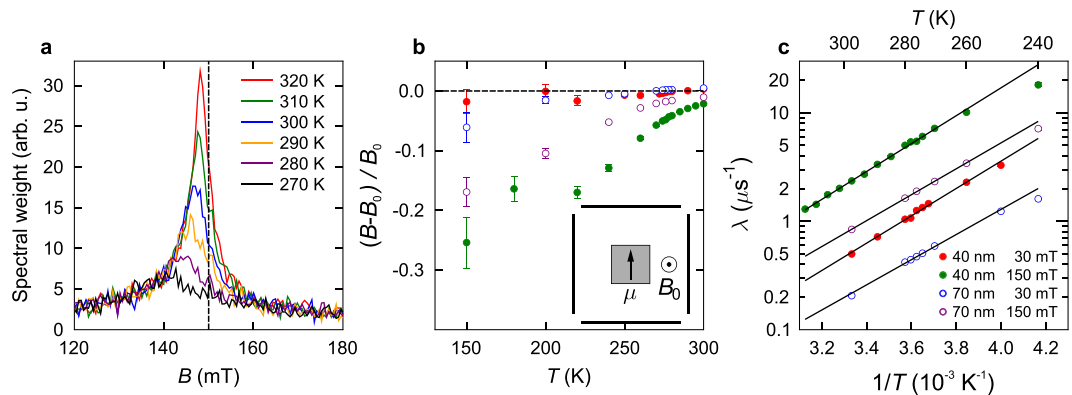 a
Spectral weight (arb. u.)
30
25
20
15
10
5
0
320 K
310 K
300 K
290 K
280 K
270 K
120 140 160 180
B (mT)
b
(B-B₀) / B₀
0.0
-0.1
-0.2
-0.3
μ
B₀
150 200 250 300
T (K)
c
T (K)
300 280 260 240
λ (μs⁻¹)
20
10
5
2
1
0.5
0.2
0.1
40 nm 30 mT
40 nm 150 mT
70 nm 30 mT
70 nm 150 mT
3.2 3.4 3.6 3.8 4.0 4.2
1/T (10⁻³ K⁻¹)